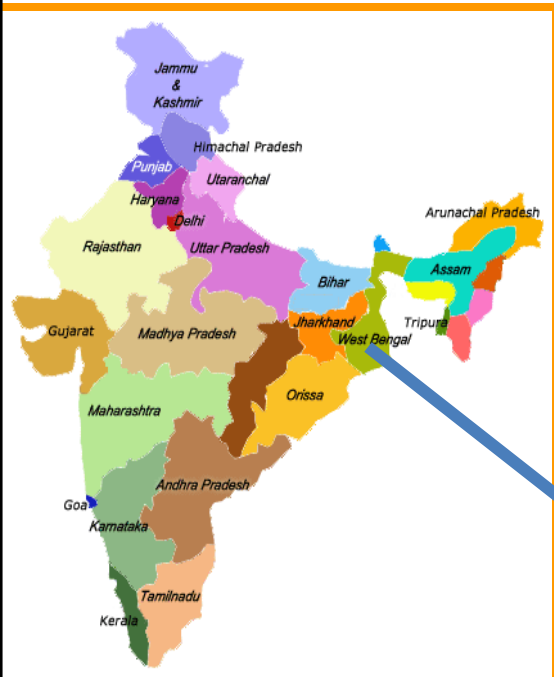 Jammu
&
Kashmir
Himachal Pradesh
Punjab
Utaranchal
Haryana
Delhi
Arunachal Pradesh
Rajasthan
Uttar Pradesh
Assam
Bihar
Gujarat
Madhya Pradesh
Jharkhand
Tripura
West Bengal
Orissa
Maharashtra
Andhra Pradesh
Goa
Karnataka
Tamilnadu
Kerala